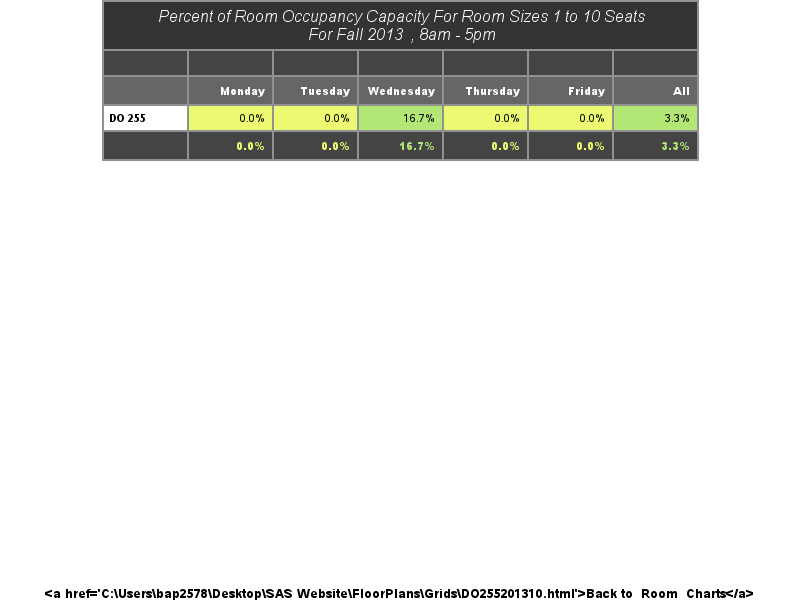 Percent of Room Occupancy Capacity For Room Sizes 1 to 10 Seats
For Fall 2013 , 8am - 5pm
Monday Tuesday Wednesday Thursday Friday All
DO 255 0.0% 0.0% 16.7% 0.0% 0.0% 3.3%
0.0% 0.0% 16.7% 0.0% 0.0% 3.3%
<a href='C:\Users\bap2578\Desktop\SAS Website\FloorPlans\Grids\DO255201310.html'>Back to Room Charts</a>